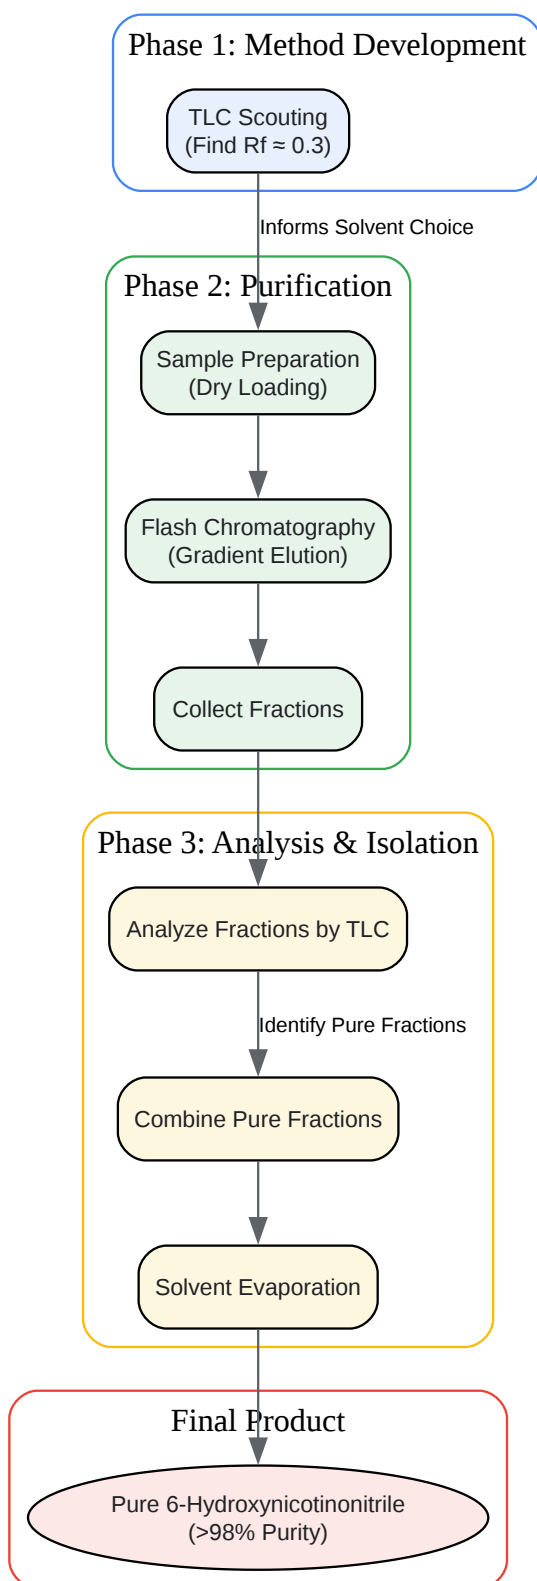 Phase 1: Method Development
TLC Scouting
(Find Rf ≈ 0.3)
Informs Solvent Choice
Phase 2: Purification
Sample Preparation
(Dry Loading)
Flash Chromatography
(Gradient Elution)
Collect Fractions
Phase 3: Analysis & Isolation
Analyze Fractions by TLC
Identify Pure Fractions
Combine Pure Fractions
Solvent Evaporation
Final Product
Pure 6-Hydroxynicotinonitrile
(>98% Purity)